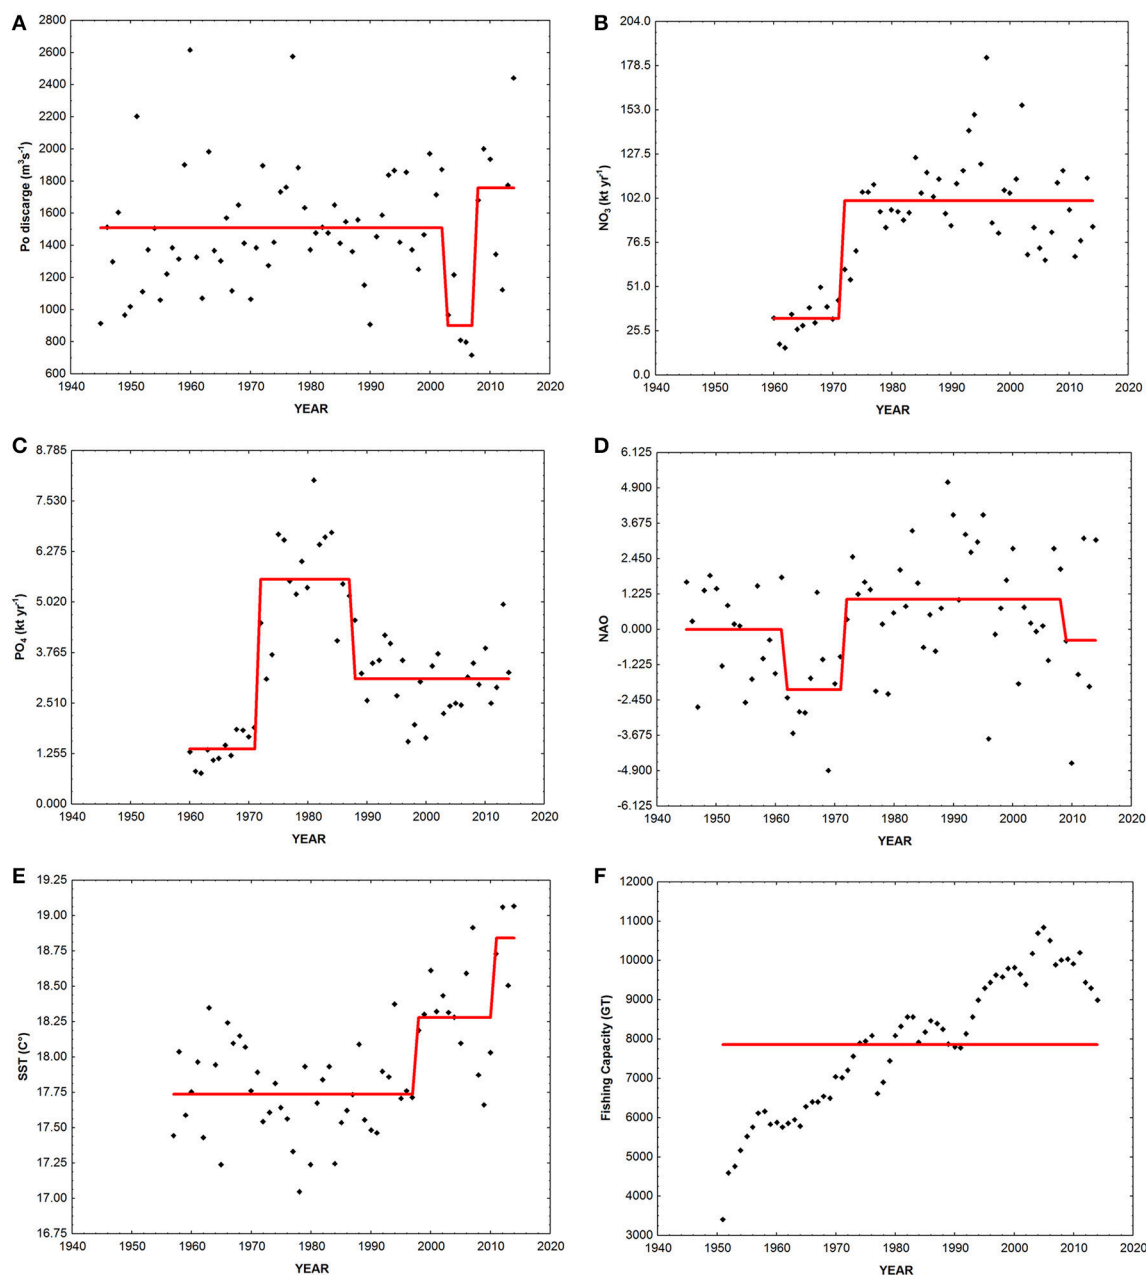 A
Po discarge (m³s⁻¹)
2800
2600
2400
2200
2000
1800
1600
1400
1200
1000
800
600
1940 1950 1960 1970 1980 1990 2000 2010 2020
YEAR
B
NO₃ (kt yr⁻¹)
204.0
178.5
153.0
127.5
102.0
76.5
51.0
25.5
0.0
1940 1950 1960 1970 1980 1990 2000 2010 2020
YEAR
C
PO₄ (kt yr⁻¹)
8.785
7.530
6.275
5.020
3.765
2.510
1.255
0.000
1940 1950 1960 1970 1980 1990 2000 2010 2020
YEAR
D
NAO
6.125
4.900
3.675
2.450
1.225
0.000
-1.225
-2.450
-3.675
-4.900
-6.125
1940 1950 1960 1970 1980 1990 2000 2010 2020
YEAR
E
SST (C°)
19.25
19.00
18.75
18.50
18.25
18.00
17.75
17.50
17.25
17.00
16.75
1940 1950 1960 1970 1980 1990 2000 2010 2020
YEAR
F
Fishing Capacity (GT)
12000
11000
10000
9000
8000
7000
6000
5000
4000
3000
1940 1950 1960 1970 1980 1990 2000 2010 2020
YEAR